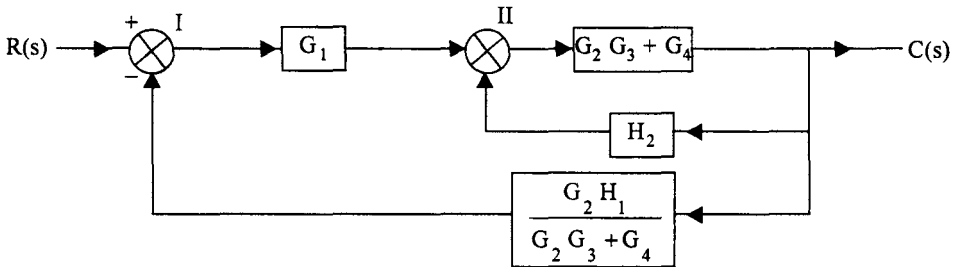 I
II
+
R(s)
G₁
G₂ G₃ + G₄
C(s)
−
H₂
G₂ H₁
G₂ G₃ + G₄